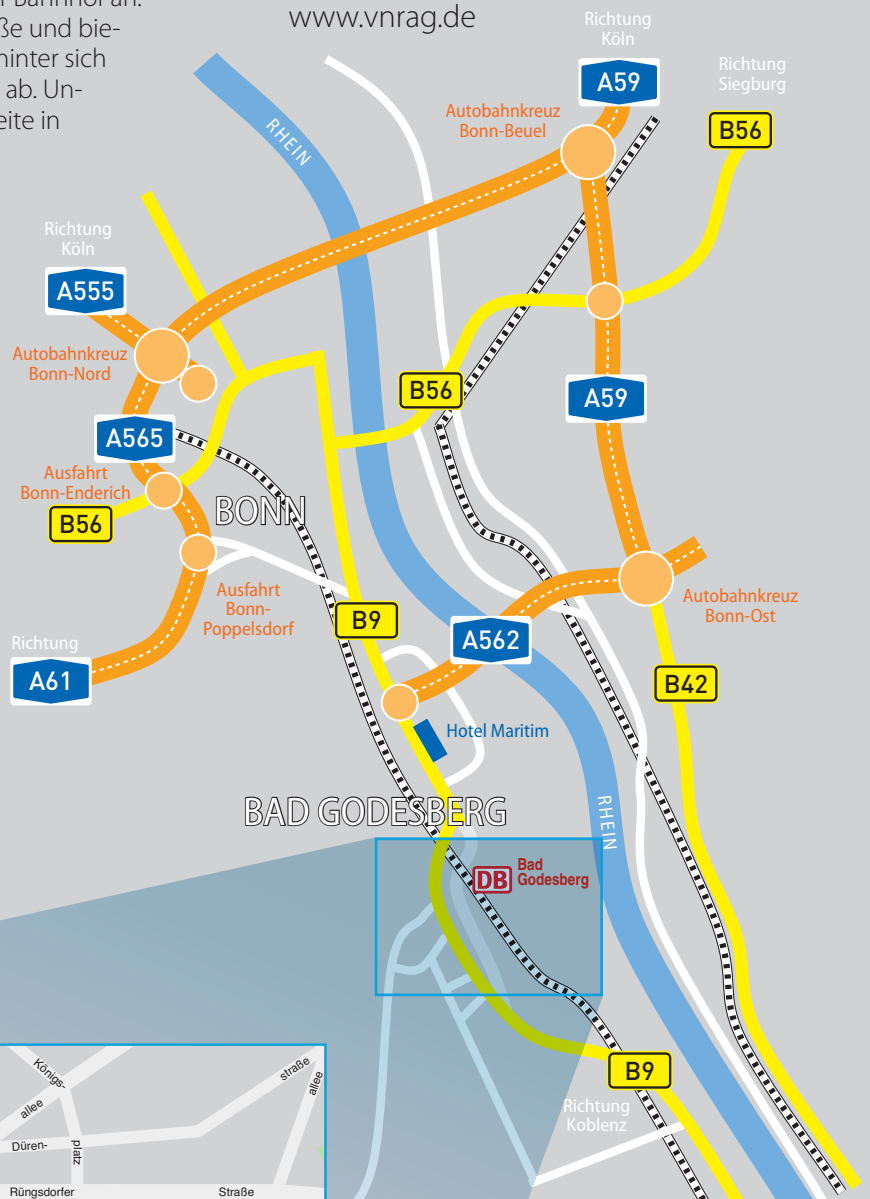 r Bahnhof an.
ße und bie-
hinter sich
ab. Un-
eite in
www.vnrag.de
Richtung
Köln
A59
Richtung
Siegburg
B56
Autobahnkreuz
Bonn-Beuel
RHEIN
Richtung
Köln
A555
Autobahnkreuz
Bonn-Nord
B56
A59
A565
Ausfahrt
Bonn-Enderich
B56
BONN
Ausfahrt
Bonn-
Poppelsdorf
B9
Autobahnkreuz
Bonn-Ost
A562
Richtung
A61
B42
Hotel Maritim
BAD GODESBERG
RHEIN
DB
Bad
Godesberg
B9
Richtung
Koblenz
Königs-
allee
straße
allee
Düren-
platz
Rüngsdorfer
Straße